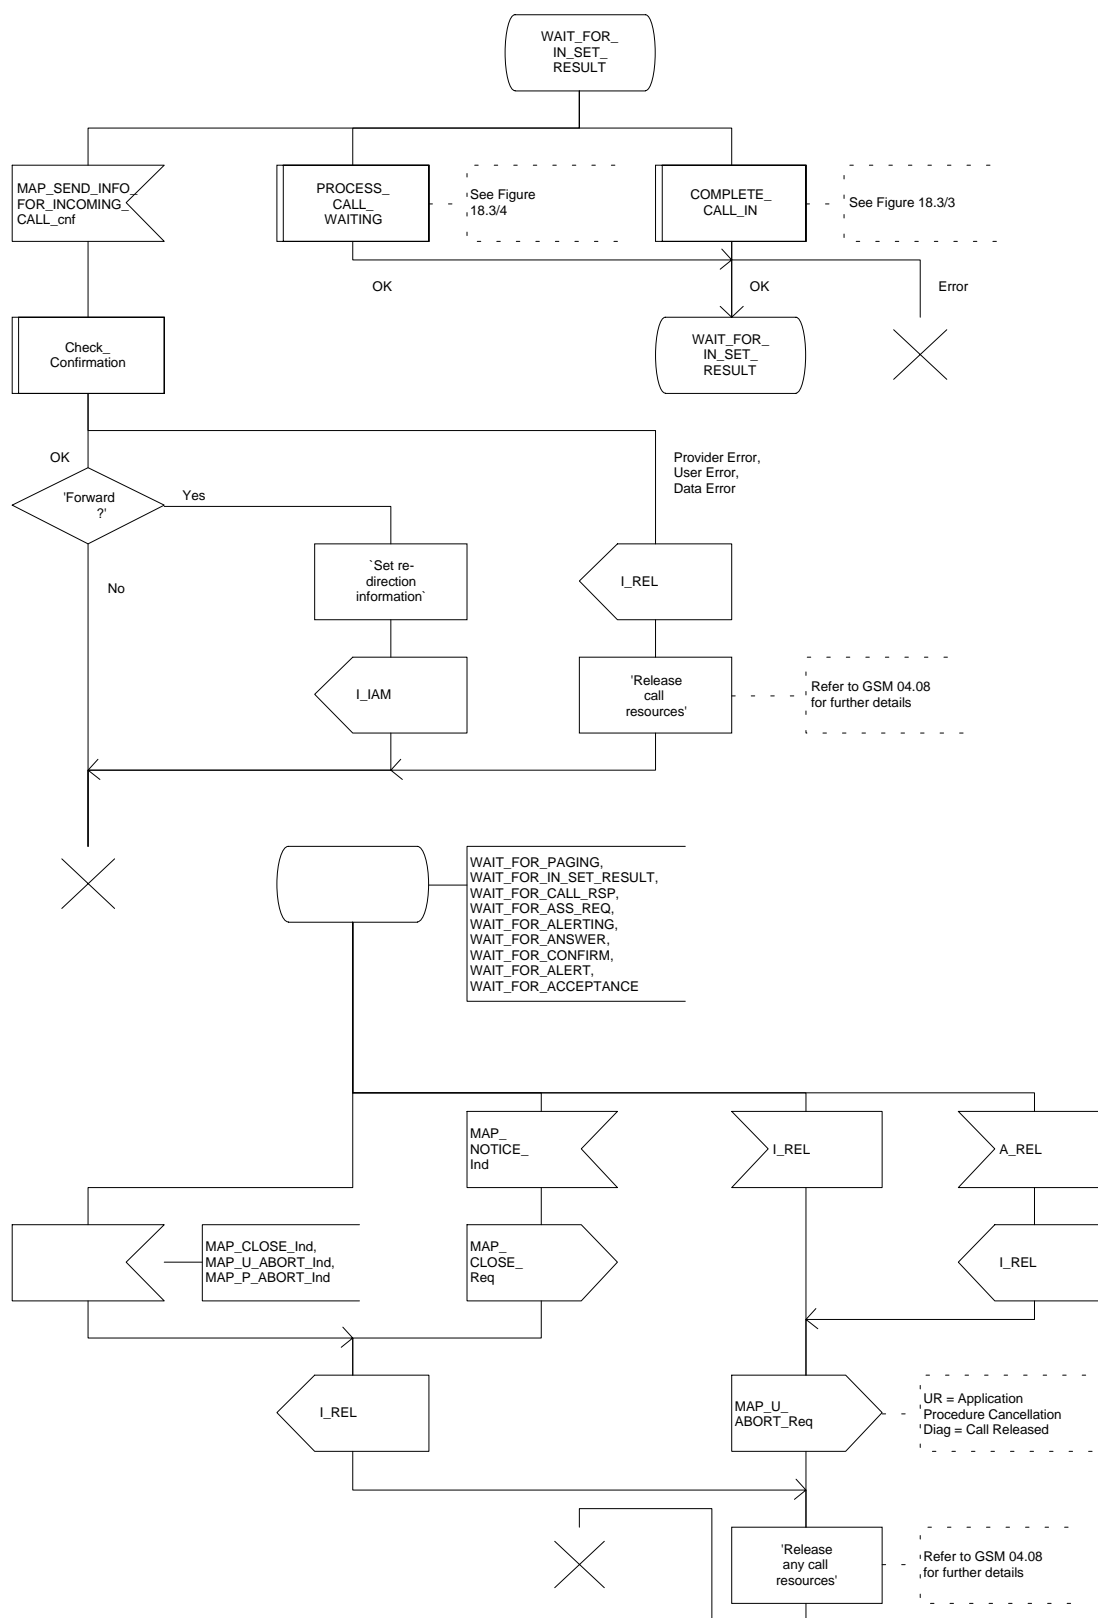 WAIT_FOR_
IN_SET_
RESULT
MAP_SEND_INFO_
FOR_INCOMING_
CALL_cnf
PROCESS_
CALL_
WAITING
See Figure
18.3/4
COMPLETE_
CALL_IN
See Figure 18.3/3
OK
OK
Error
WAIT_FOR_
IN_SET_
RESULT
Check_
Confirmation
OK
Provider Error,
User Error,
Data Error
'Forward
?'
Yes
No
`Set re-
direction
information`
I_REL
I_IAM
'Release
call
resources'
Refer to GSM 04.08
for further details
WAIT_FOR_PAGING,
WAIT_FOR_IN_SET_RESULT,
WAIT_FOR_CALL_RSP,
WAIT_FOR_ASS_REQ,
WAIT_FOR_ALERTING,
WAIT_FOR_ANSWER,
WAIT_FOR_CONFIRM,
WAIT_FOR_ALERT,
WAIT_FOR_ACCEPTANCE
MAP_
NOTICE_
Ind
I_REL
A_REL
MAP_CLOSE_Ind,
MAP_U_ABORT_Ind,
MAP_P_ABORT_Ind
MAP_
CLOSE_
Req
I_REL
I_REL
MAP_U_
ABORT_Req
UR = Application
Procedure Cancellation
Diag = Call Released
'Release
any call
resources'
Refer to GSM 04.08
for further details